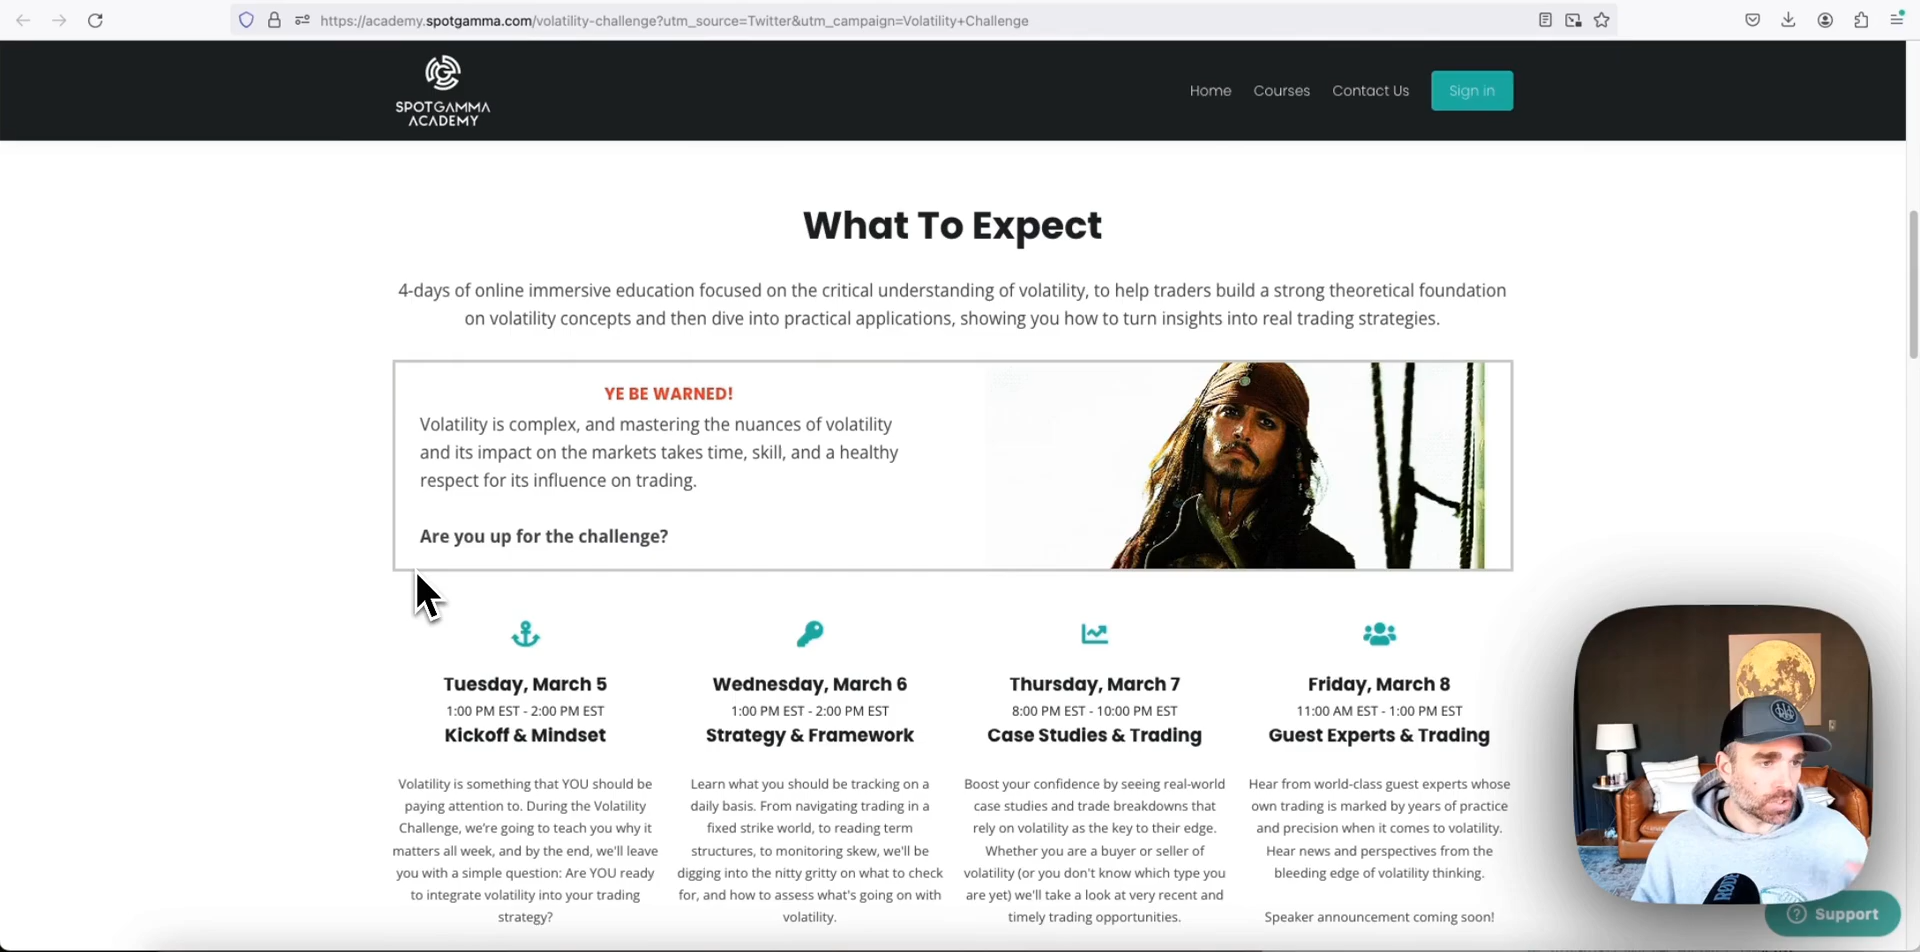 https://academy.spotgamma.com/volatility-challenge?utm_source=Twitter&utm_campaign=Volatility+Challenge
SPOTGAMMA
ACADEMY
Home
Courses
Contact Us
Sign in
What To Expect
4-days of online immersive education focused on the critical understanding of volatility, to help traders build a strong theoretical foundation
on volatility concepts and then dive into practical applications, showing you how to turn insights into real trading strategies.
YE BE WARNED!
Volatility is complex, and mastering the nuances of volatility
and its impact on the markets takes time, skill, and a healthy
respect for its influence on trading.
Are you up for the challenge?
Tuesday, March 5
1:00 PM EST - 2:00 PM EST
Kickoff & Mindset
Volatility is something that YOU should be
paying attention to. During the Volatility
Challenge, we're going to teach you why it
matters all week, and by the end, we'll leave
you with a simple question: Are YOU ready
to integrate volatility into your trading
strategy?
Wednesday, March 6
1:00 PM EST - 2:00 PM EST
Strategy & Framework
Learn what you should be tracking on a
daily basis. From navigating trading in a
fixed strike world, to reading term
structures, to monitoring skew, we'll be
digging into the nitty gritty on what to check
for, and how to assess what's going on with
volatility.
Thursday, March 7
8:00 PM EST - 10:00 PM EST
Case Studies & Trading
Boost your confidence by seeing real-world
case studies and trade breakdowns that
rely on volatility as the key to their edge.
Whether you are a buyer or seller of
volatility (or you don't know which type you
are yet) we'll take a look at very recent and
timely trading opportunities.
Friday, March 8
11:00 AM EST - 1:00 PM EST
Guest Experts & Trading
Hear from world-class guest experts whose
own trading is marked by years of practice
and precision when it comes to volatility.
Hear news and perspectives from the
bleeding edge of volatility thinking.
Speaker announcement coming soon!
RØDE
Support